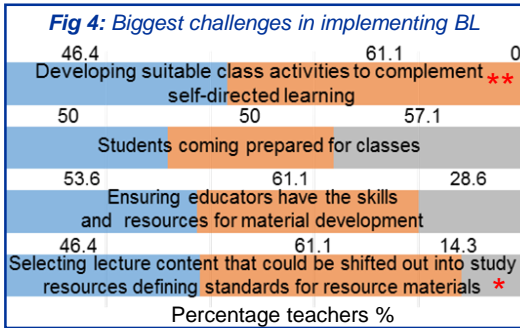 Fig 4: Biggest challenges in implementing BL
46.4 61.1 0
Developing suitable class activities to complement
self-directed learning **
50 50 57.1
Students coming prepared for classes
53.6 61.1 28.6
Ensuring educators have the skills
and resources for material development
46.4 61.1 14.3
Selecting lecture content that could be shifted out into study
resources defining standards for resource materials *
Percentage teachers %